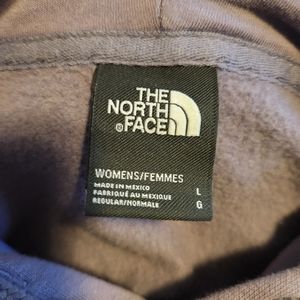 THE
NORTH
FACE
WOMENS/FEMMES
MADE IN MEXICO
FABRIQUÉ AU MEXIQUE
REGULAR/NORMALE
L
G